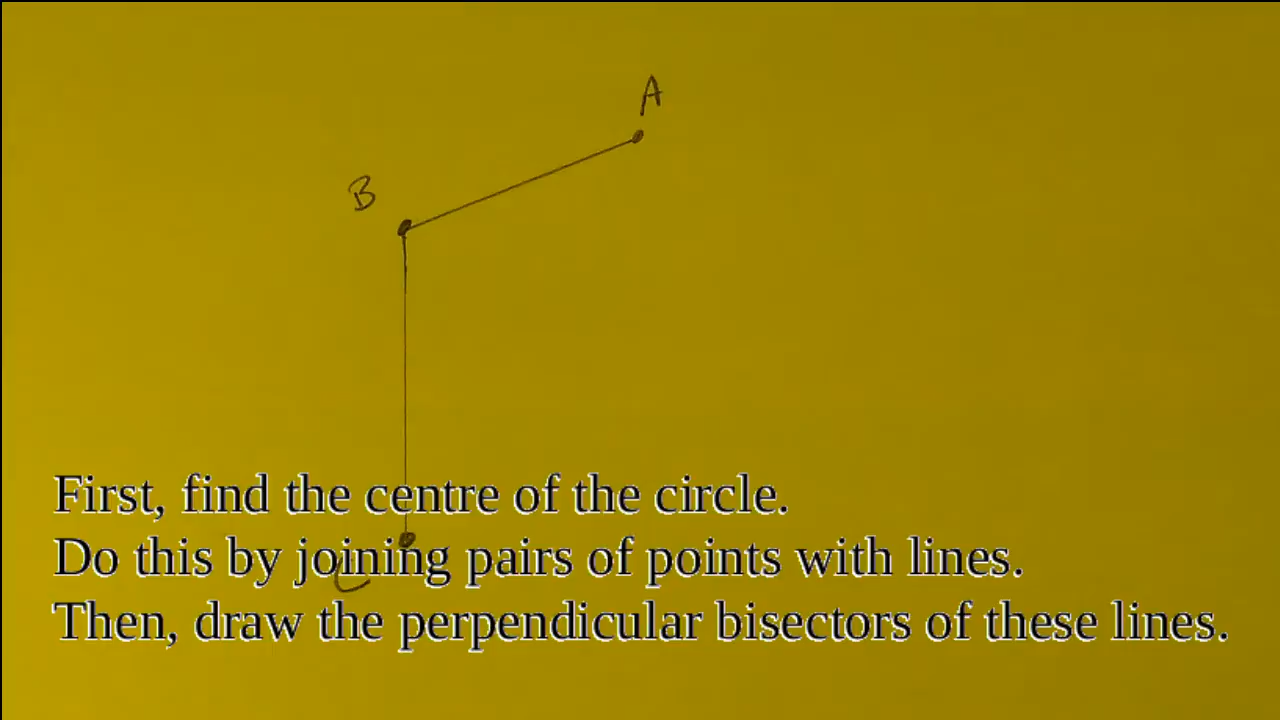 A
B
First, find the centre of the circle.
Do this by joining pairs of points with lines.
C
Then, draw the perpendicular bisectors of these lines.